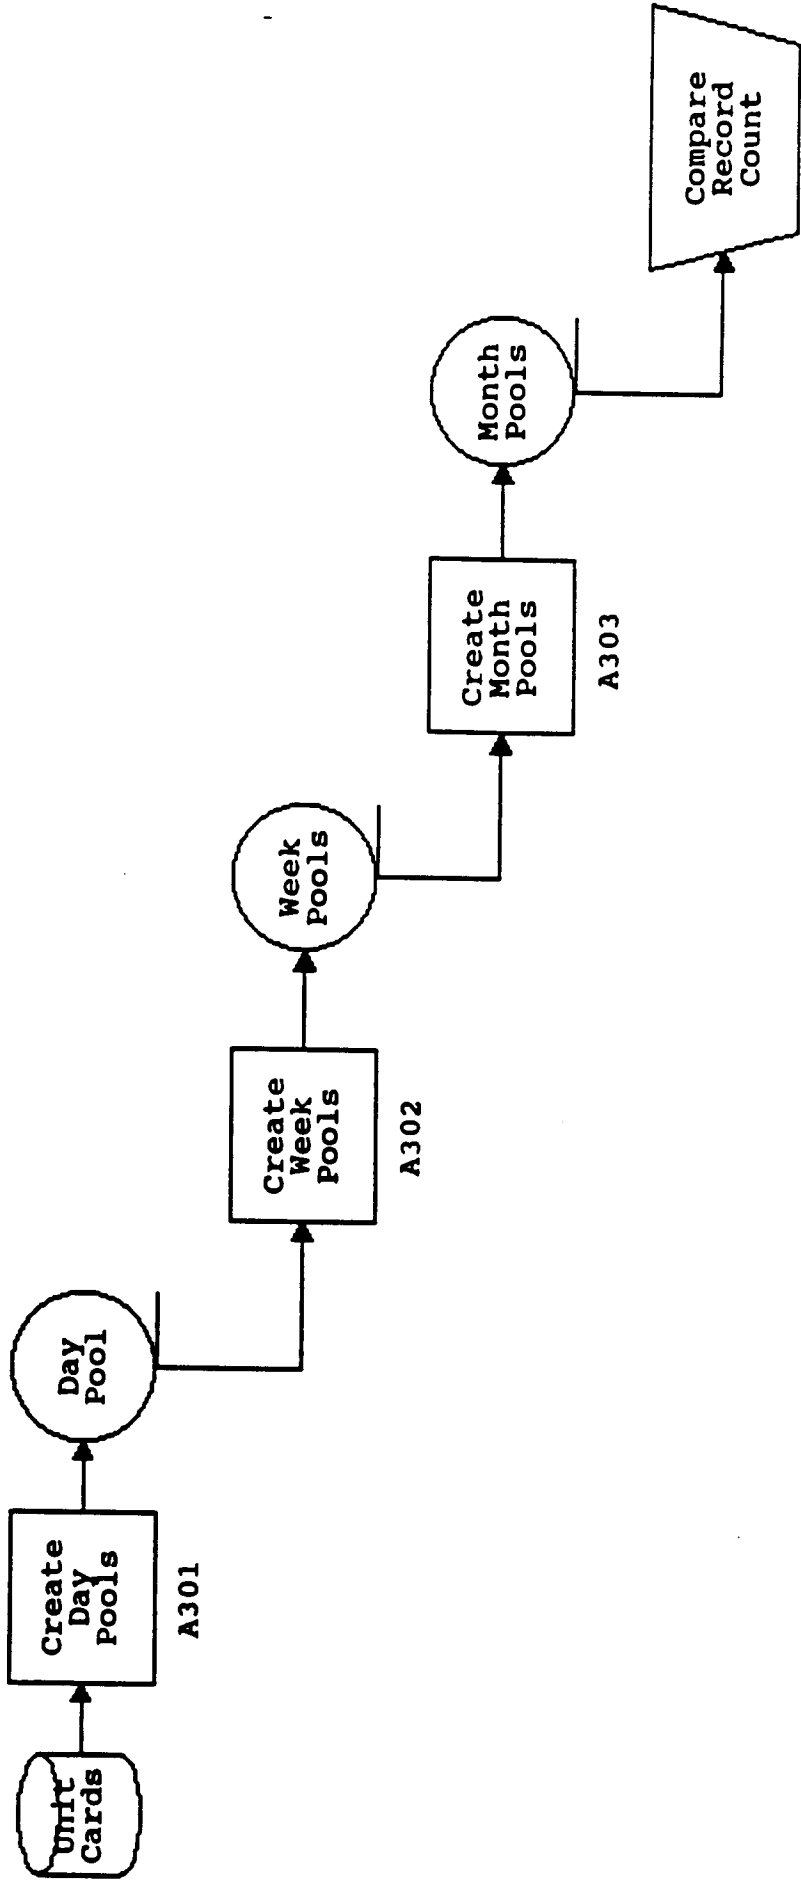 Unit
Cards
Create
Day
Pools
A301
Day
Pool
Create
Week
Pools
A302
Week
Pools
Create
Month
Pools
A303
Month
Pools
Compare
Record
Count